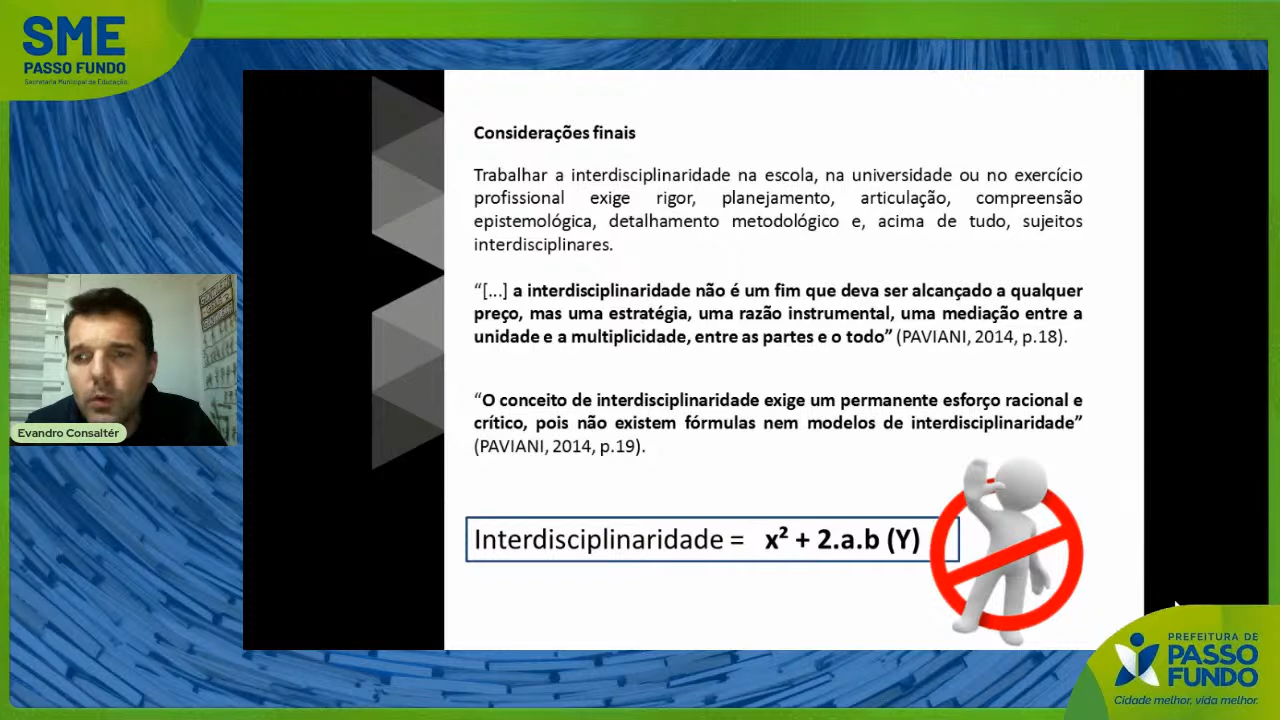 SME
PASSO FUNDO
Secretaria Municipal de Educação
Considerações finais
Trabalhar a interdisciplinaridade na escola, na universidade ou no exercício
profissional exige rigor, planejamento, articulação, compreensão
epistemológica, detalhamento metodológico e, acima de tudo, sujeitos
interdisciplinares.
“[...] a interdisciplinaridade não é um fim que deva ser alcançado a qualquer
preço, mas uma estratégia, uma razão instrumental, uma mediação entre a
unidade e a multiplicidade, entre as partes e o todo” (PAVIANI, 2014, p.18).
“O conceito de interdisciplinaridade exige um permanente esforço racional e
crítico, pois não existem fórmulas nem modelos de interdisciplinaridade”
(PAVIANI, 2014, p.19).
Interdisciplinaridade = x² + 2.a.b (Y)
Evandro Consaltér
PREFEITURA DE
PASSO
FUNDO
Cidade melhor, vida melhor.